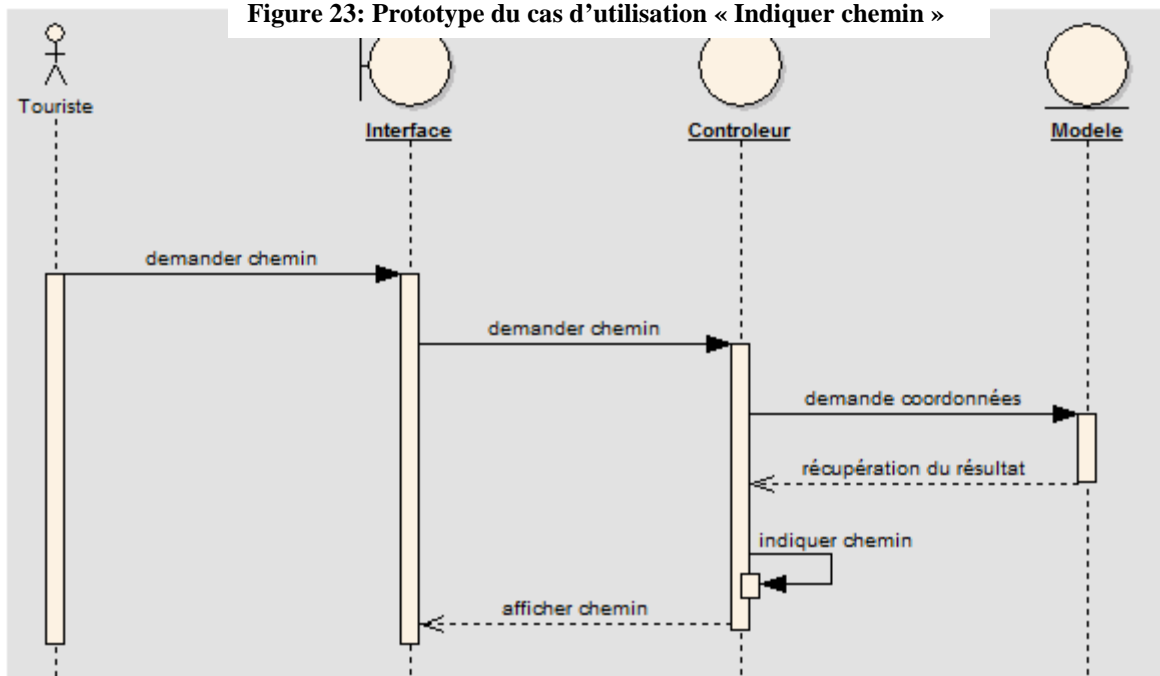 Figure 23: Prototype du cas d’utilisation « Indiquer chemin »
Touriste
Interface
Controleur
Modele
demander chemin
demander chemin
demande coordonnées
récupération du résultat
indiquer chemin
afficher chemin